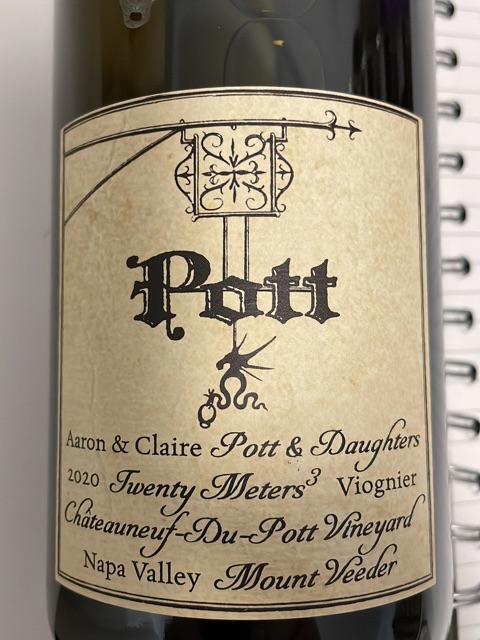 Pott
Aaron & Claire Pott & Daughters
2020 Twenty Meters³ Viognier
Châteauneuf-Du-Pott Vineyard
Napa Valley Mount Veeder